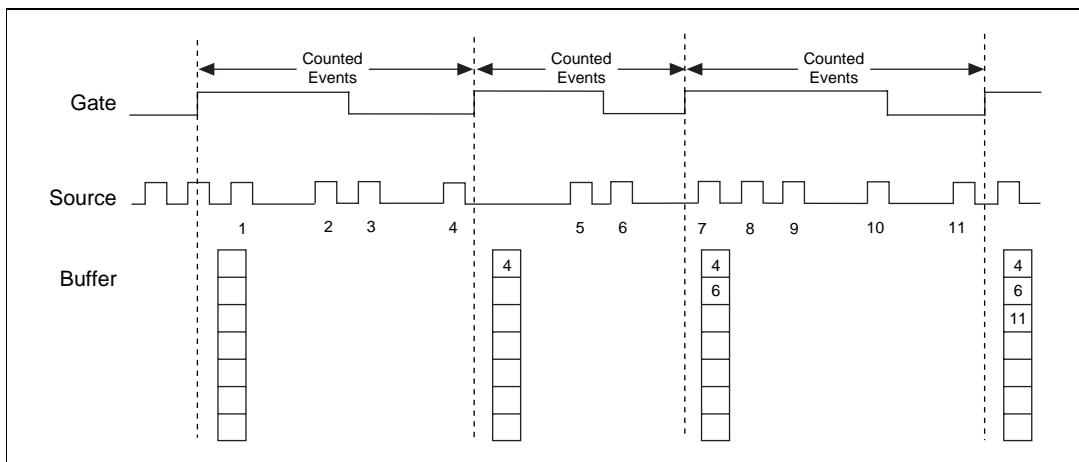 Counted
Events
Counted
Events
Counted
Events
Gate
Source
1 2 3 4 5 6 7 8 9 10 11
Buffer
4 4 4
6 6
11